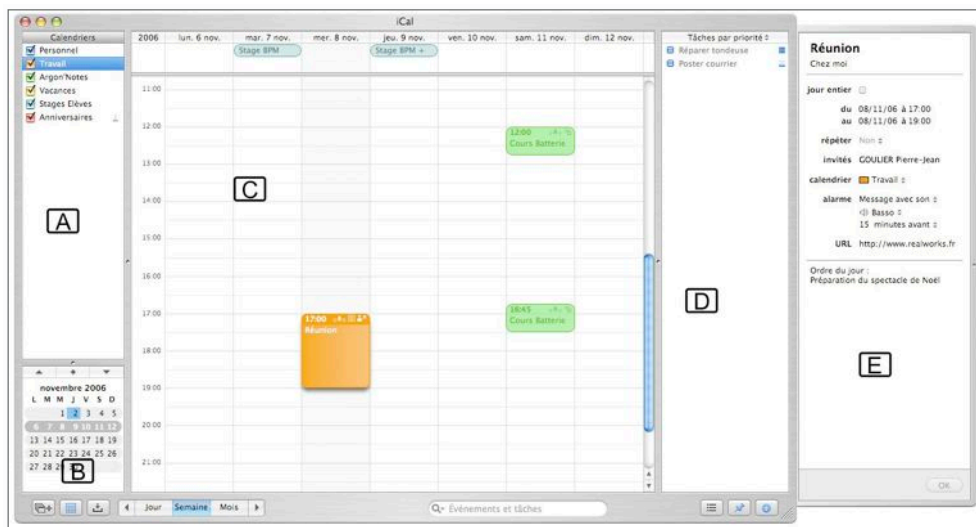 iCal
Calendriers
Personnel
Travail
Argon'Notes
Vacances
Stages Elèves
Anniversaires
A
novembre 2006
L M M J V S D
1 2 3 4 5
6 7 8 9 10 11 12
13 14 15 16 17 18 19
20 21 22 23 24 25 26
27 28 29
B
2006 lun. 6 nov. mar. 7 nov. mer. 8 nov. jeu. 9 nov. ven. 10 nov. sam. 11 nov. dim. 12 nov.
Stage BPM Stage BPM +
11:00
12:00
13:00
14:00
15:00
16:00
17:00
18:00
19:00
20:00
21:00
12:00
Cours Batterie
17:00
Réunion
16:45
Cours Batterie
C
Jour Semaine Mois
Événements et tâches
Tâches par priorité
Réparer tondeuse
Poster courrier
D
Réunion
Chez moi
jour entier
du 08/11/06 à 17:00
au 08/11/06 à 19:00
répéter Non
invités GOULIER Pierre-Jean
calendrier Travail
alarme Message avec son
Basso
15 minutes avant
URL http://www.realworks.fr
Ordre du jour :
Préparation du spectacle de Noël
E
OK